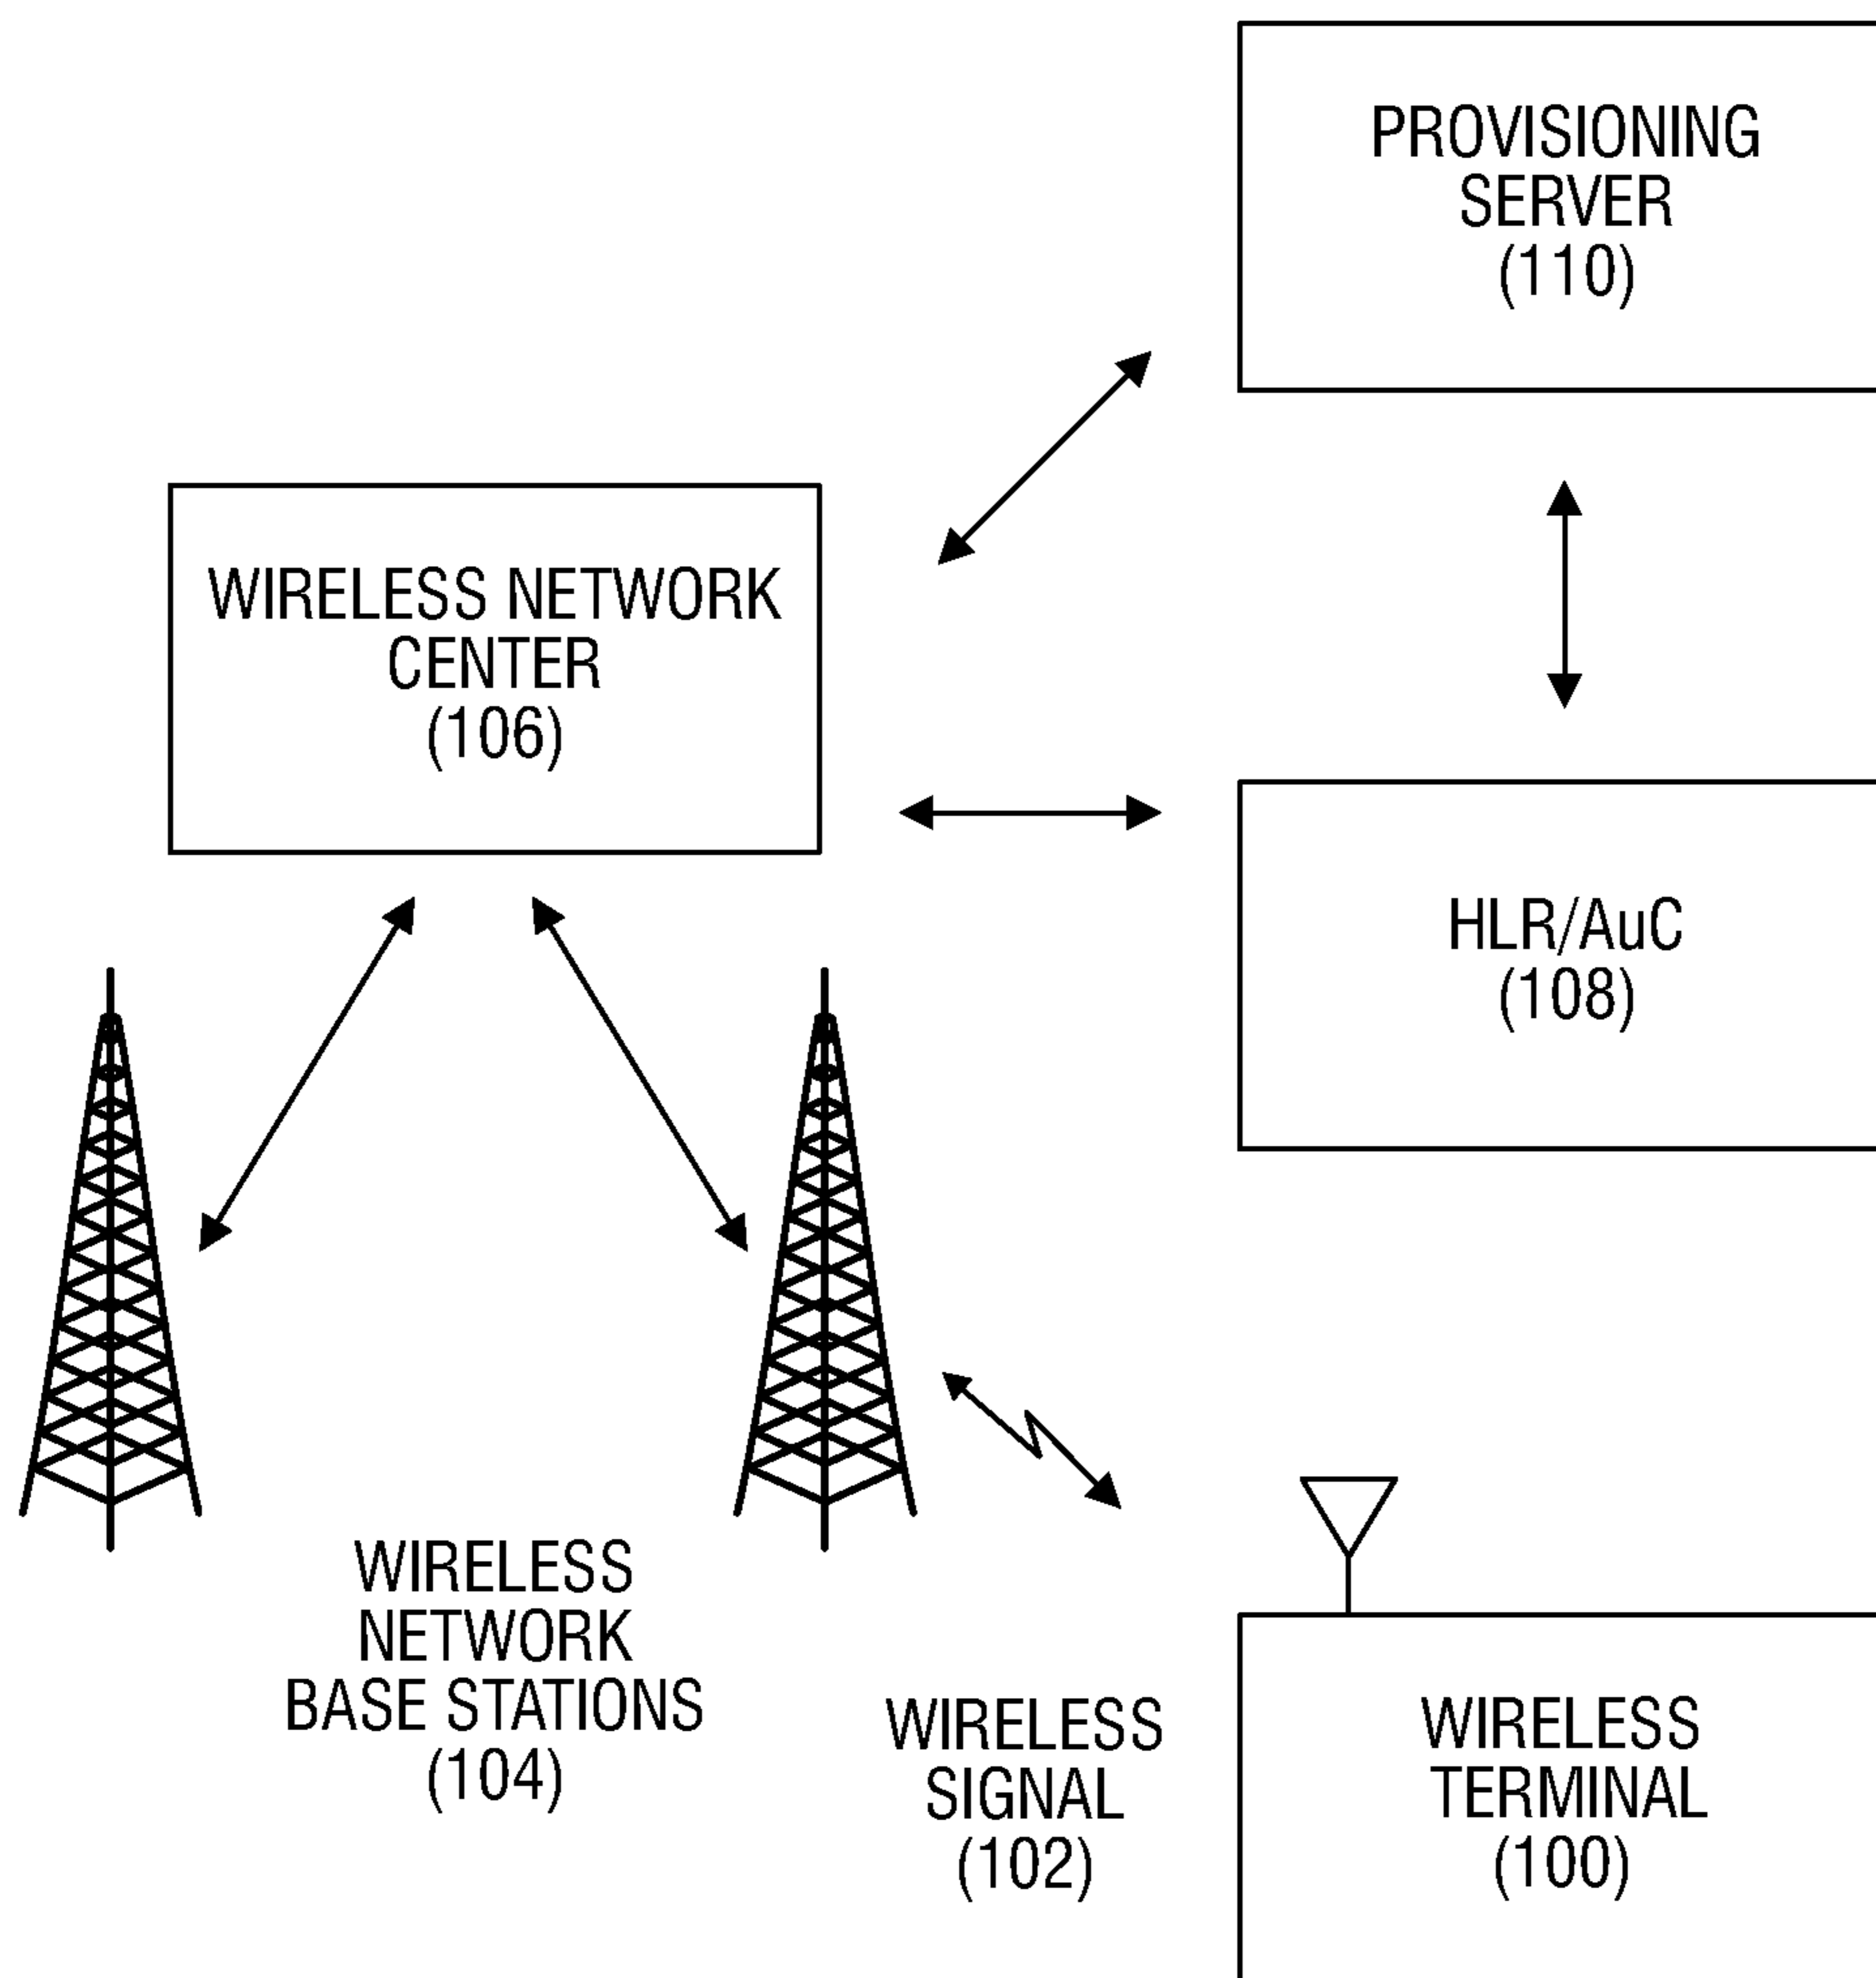 PROVISIONING
SERVER
(110)
WIRELESS NETWORK
CENTER
(106)
HLR/AuC
(108)
WIRELESS
NETWORK
BASE STATIONS
(104)
WIRELESS
SIGNAL
(102)
WIRELESS
TERMINAL
(100)